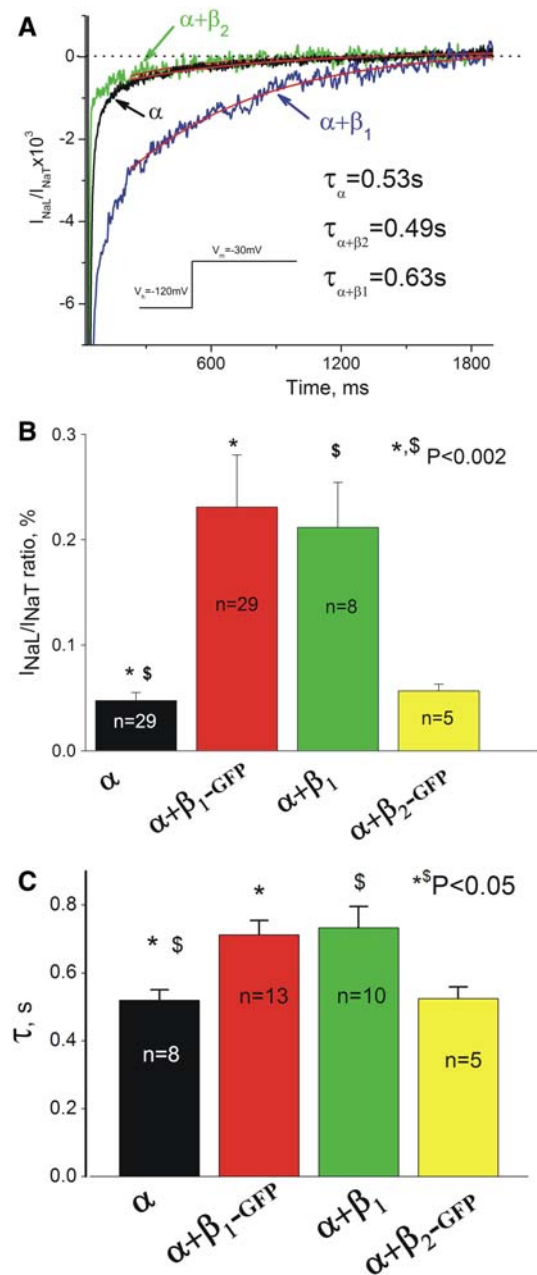 A
α+β2
α
α+β1
INaL/INaT x10^3
0
-2
-4
-6
τα=0.53s
τα+β2=0.49s
τα+β1=0.63s
Vm=-30mV
Vh=-120mV
600
1200
1800
Time, ms
B
INaL/INaT ratio, %
0.3
0.2
0.1
0.0
*
$
*,$ P<0.002
* $
n=29
n=29
n=8
n=5
α
α+β1-GFP
α+β1
α+β2-GFP
C
τ, s
0.8
0.6
0.4
0.2
0.0
* $
*
$
*$P<0.05
n=8
n=13
n=10
n=5
α
α+β1-GFP
α+β1
α+β2-GFP